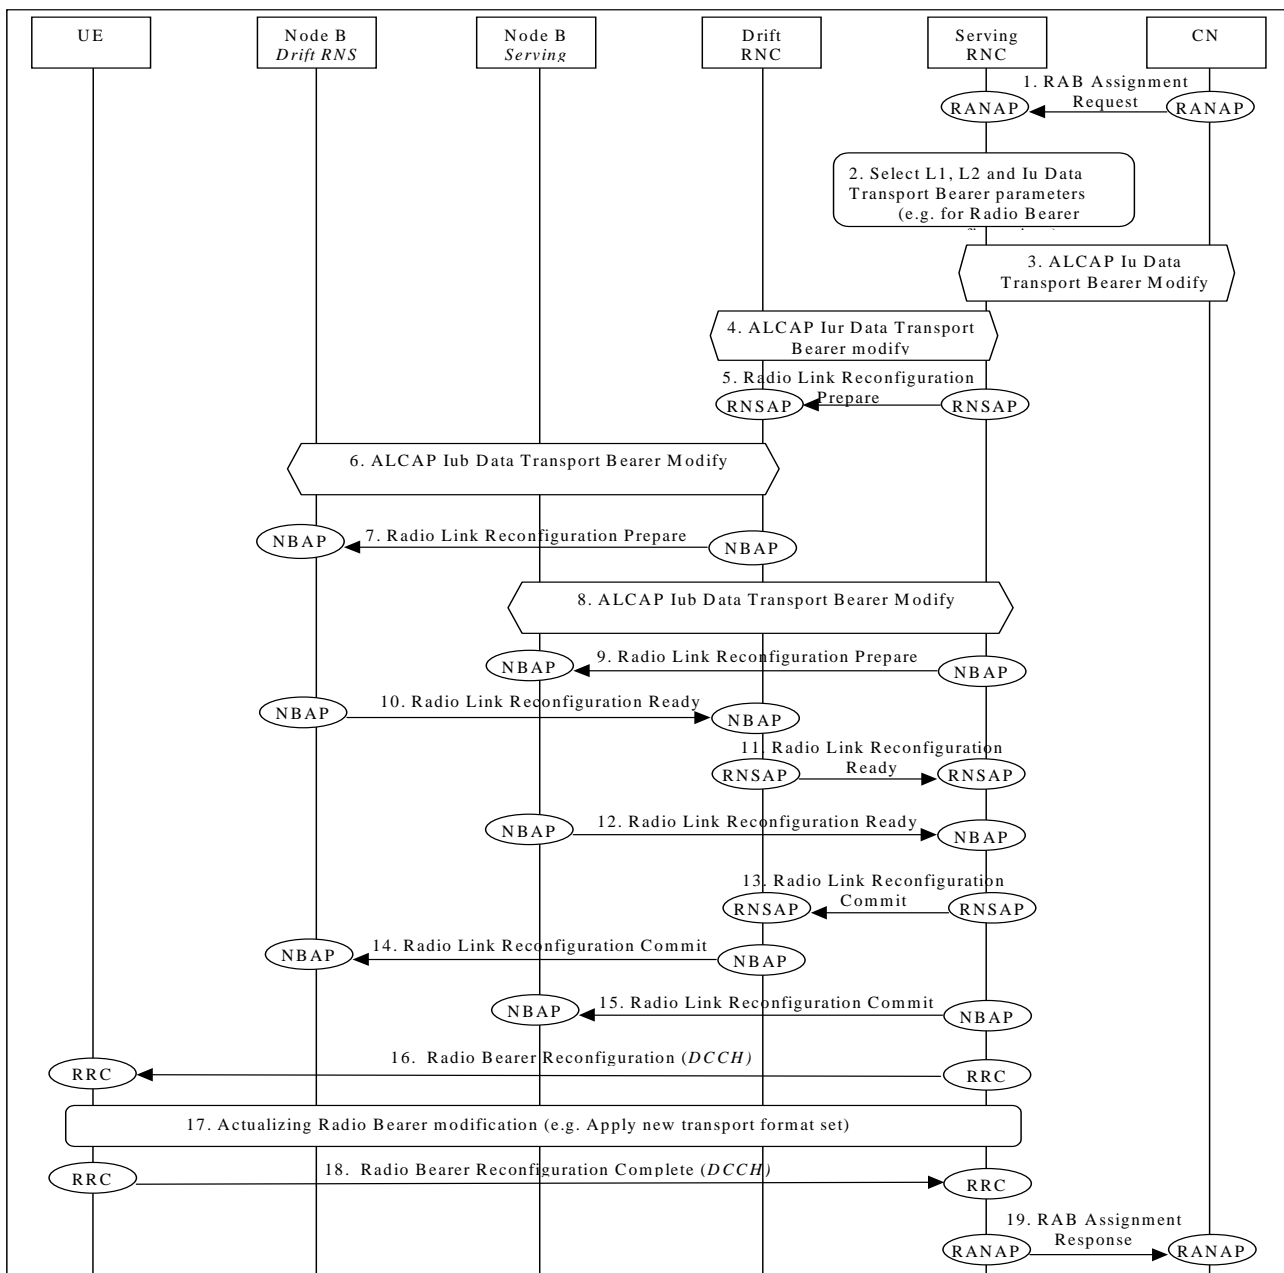 UE
Node B
Drift RNS
Node B
Serving
Drift
RNC
Serving
RNC
CN
1. RAB Assignment
Request
RANAP
RANAP
2. Select L1, L2 and Iu Data
Transport Bearer parameters
(e.g. for Radio Bearer
3. ALCAP Iu Data
Transport Bearer Modify
4. ALCAP Iur Data Transport
Bearer modify
5. Radio Link Reconfiguration
Prepare
RNSAP
RNSAP
6. ALCAP Iub Data Transport Bearer Modify
7. Radio Link Reconfiguration Prepare
NBAP
NBAP
8. ALCAP Iub Data Transport Bearer Modify
9. Radio Link Reconfiguration Prepare
NBAP
NBAP
10. Radio Link Reconfiguration Ready
NBAP
NBAP
11. Radio Link Reconfiguration
Ready
RNSAP
RNSAP
12. Radio Link Reconfiguration Ready
NBAP
NBAP
13. Radio Link Reconfiguration
Commit
RNSAP
RNSAP
14. Radio Link Reconfiguration Commit
NBAP
NBAP
15. Radio Link Reconfiguration Commit
NBAP
NBAP
16. Radio Bearer Reconfiguration (DCCH)
RRC
RRC
17. Actualizing Radio Bearer modification (e.g. Apply new transport format set)
18. Radio Bearer Reconfiguration Complete (DCCH)
RRC
RRC
19. RAB Assignment
Response
RANAP
RANAP